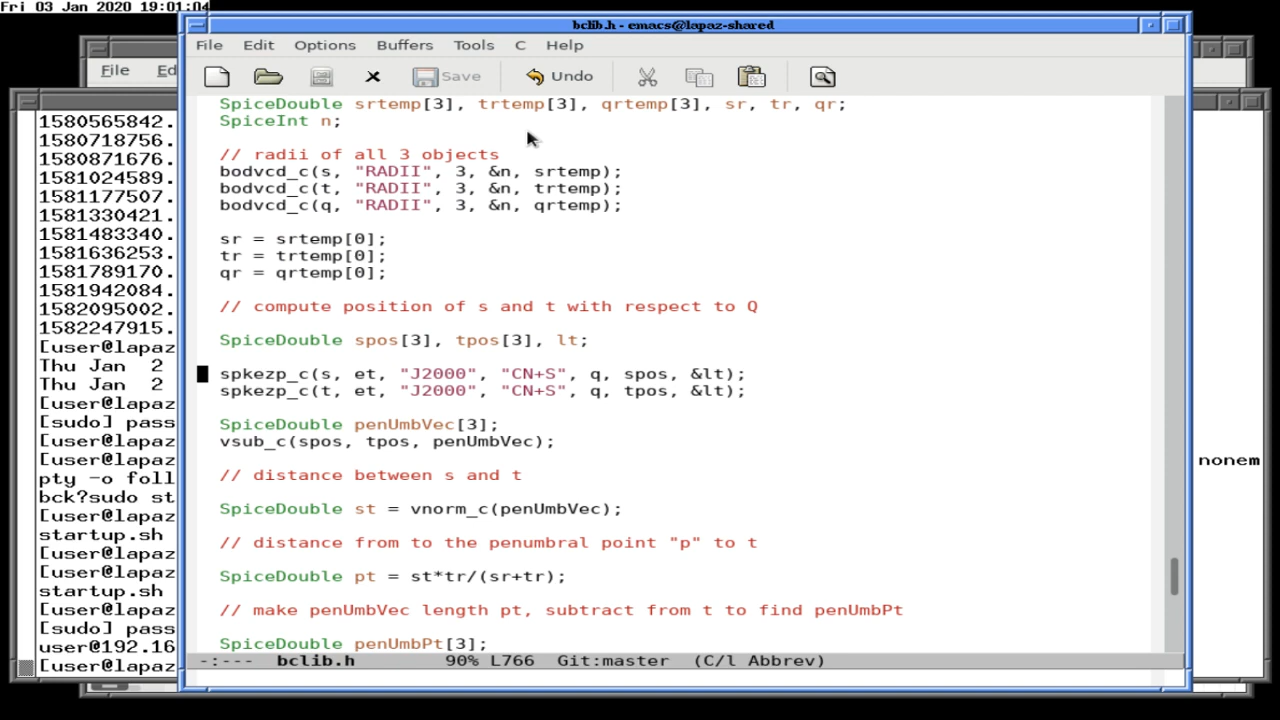 Fri 03 Jan 2020 19:01:04
bclib.h - emacs@lapaz-shared
File Edit Options Buffers Tools C Help
File Ed
Save Undo
SpiceDouble srtemp[3], trtemp[3], qrtemp[3], sr, tr, qr;
SpiceInt n;
// radii of all 3 objects
bodvcd_c(s, "RADII", 3, &n, srtemp);
bodvcd_c(t, "RADII", 3, &n, trtemp);
bodvcd_c(q, "RADII", 3, &n, qrtemp);
sr = srtemp[0];
tr = trtemp[0];
qr = qrtemp[0];
// compute position of s and t with respect to Q
SpiceDouble spos[3], tpos[3], lt;
spkezp_c(s, et, "J2000", "CN+S", q, spos, &lt);
spkezp_c(t, et, "J2000", "CN+S", q, tpos, &lt);
SpiceDouble penUmbVec[3];
vsub_c(spos, tpos, penUmbVec);
// distance between s and t
SpiceDouble st = vnorm_c(penUmbVec);
// distance from to the penumbral point "p" to t
SpiceDouble pt = st*tr/(sr+tr);
// make penUmbVec length pt, subtract from t to find penUmbPt
SpiceDouble penUmbPt[3];
-:--- bclib.h 90% L766 Git:master (C/l Abbrev)
1580565842.
1580718756.
1580871676.
1581024589.
1581177507.
1581330421.
1581483340.
1581636253.
1581789170.
1581942084.
1582095002.
1582247915.
[user@lapaz
Thu Jan 2
Thu Jan 2
[user@lapaz
[sudo] pass
[user@lapaz
[user@lapaz
pty -o foll
bck?sudo st
[user@lapaz
startup.sh
[user@lapaz
[user@lapaz
startup.sh
[user@lapaz
[sudo] pass
user@192.16
[user@lapaz
nonem